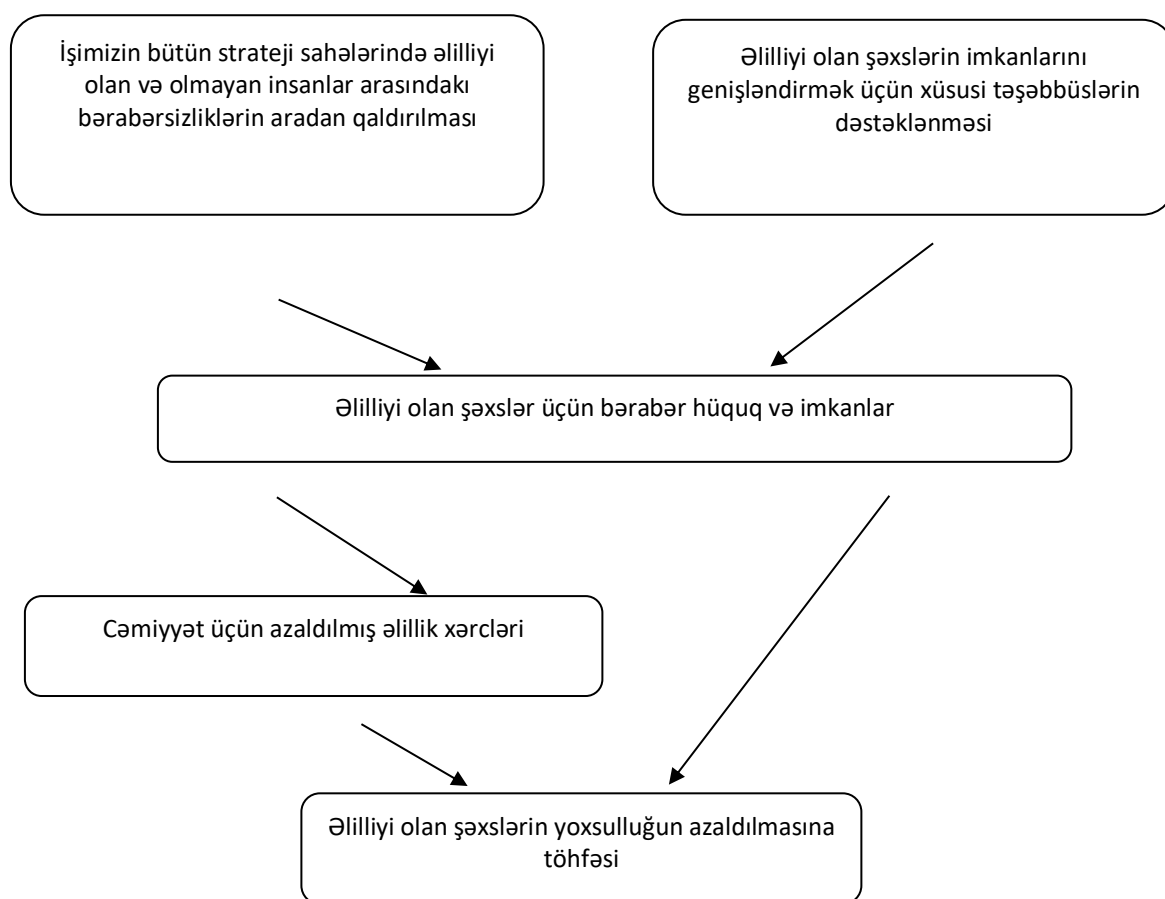 İşimizin bütün strateji sahələrində əlilliyi
olan və olmayan insanlar arasındakı
bərabərsizliklərin aradan qaldırılması
Əlilliyi olan şəxslərin imkanlarını
genişləndirmək üçün xüsusi təşəbbüslərin
dəstəklənməsi
Əlilliyi olan şəxslər üçün bərabər hüquq və imkanlar
Cəmiyyət üçün azaldılmış əlillik xərcləri
Əlilliyi olan şəxslərin yoxsulluğun azaldılmasına
töhfəsi